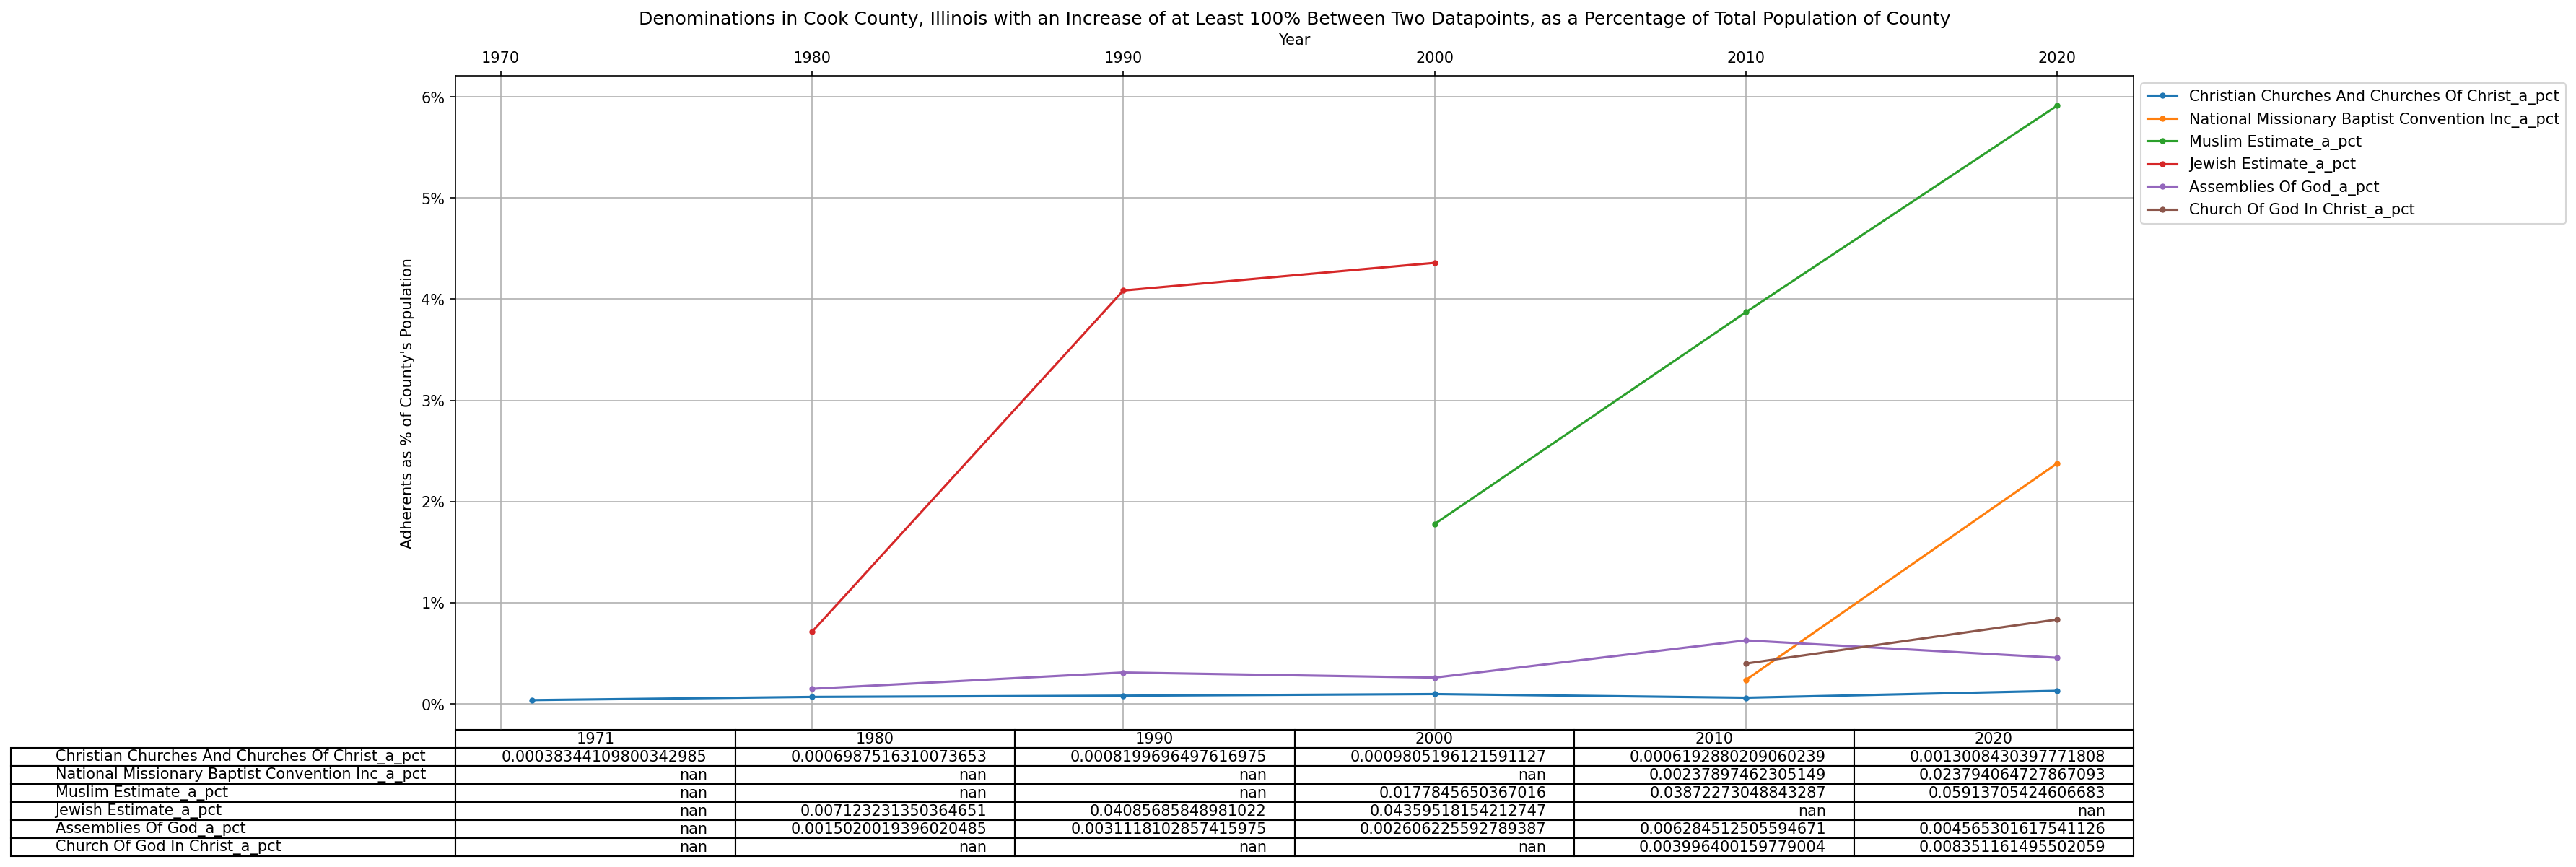 Denominations in Cook County, Illinois with an Increase of at Least 100% Between Two Datapoints, as a Percentage of Total Population of County
Year
1970 1980 1990 2000 2010 2020
6%
5%
4%
3%
2%
1%
0%
Adherents as % of County's Population
Christian Churches And Churches Of Christ_a_pct
National Missionary Baptist Convention Inc_a_pct
Muslim Estimate_a_pct
Jewish Estimate_a_pct
Assemblies Of God_a_pct
Church Of God In Christ_a_pct
1971 1980 1990 2000 2010 2020
Christian Churches And Churches Of Christ_a_pct 0.00038344109800342985 0.0006987516310073653 0.0008199696497616975 0.0009805196121591127 0.0006192880209060239 0.0013008430397771808
National Missionary Baptist Convention Inc_a_pct nan nan nan nan 0.00237897462305149 0.023794064727867093
Muslim Estimate_a_pct nan nan nan 0.0177845650367016 0.03872273048843287 0.05913705424606683
Jewish Estimate_a_pct nan 0.007123231350364651 0.04085685848981022 0.04359518154212747 nan nan
Assemblies Of God_a_pct nan 0.0015020019396020485 0.0031118102857415975 0.002606225592789387 0.006284512505594671 0.004565301617541126
Church Of God In Christ_a_pct nan nan nan nan 0.003996400159779004 0.008351161495502059